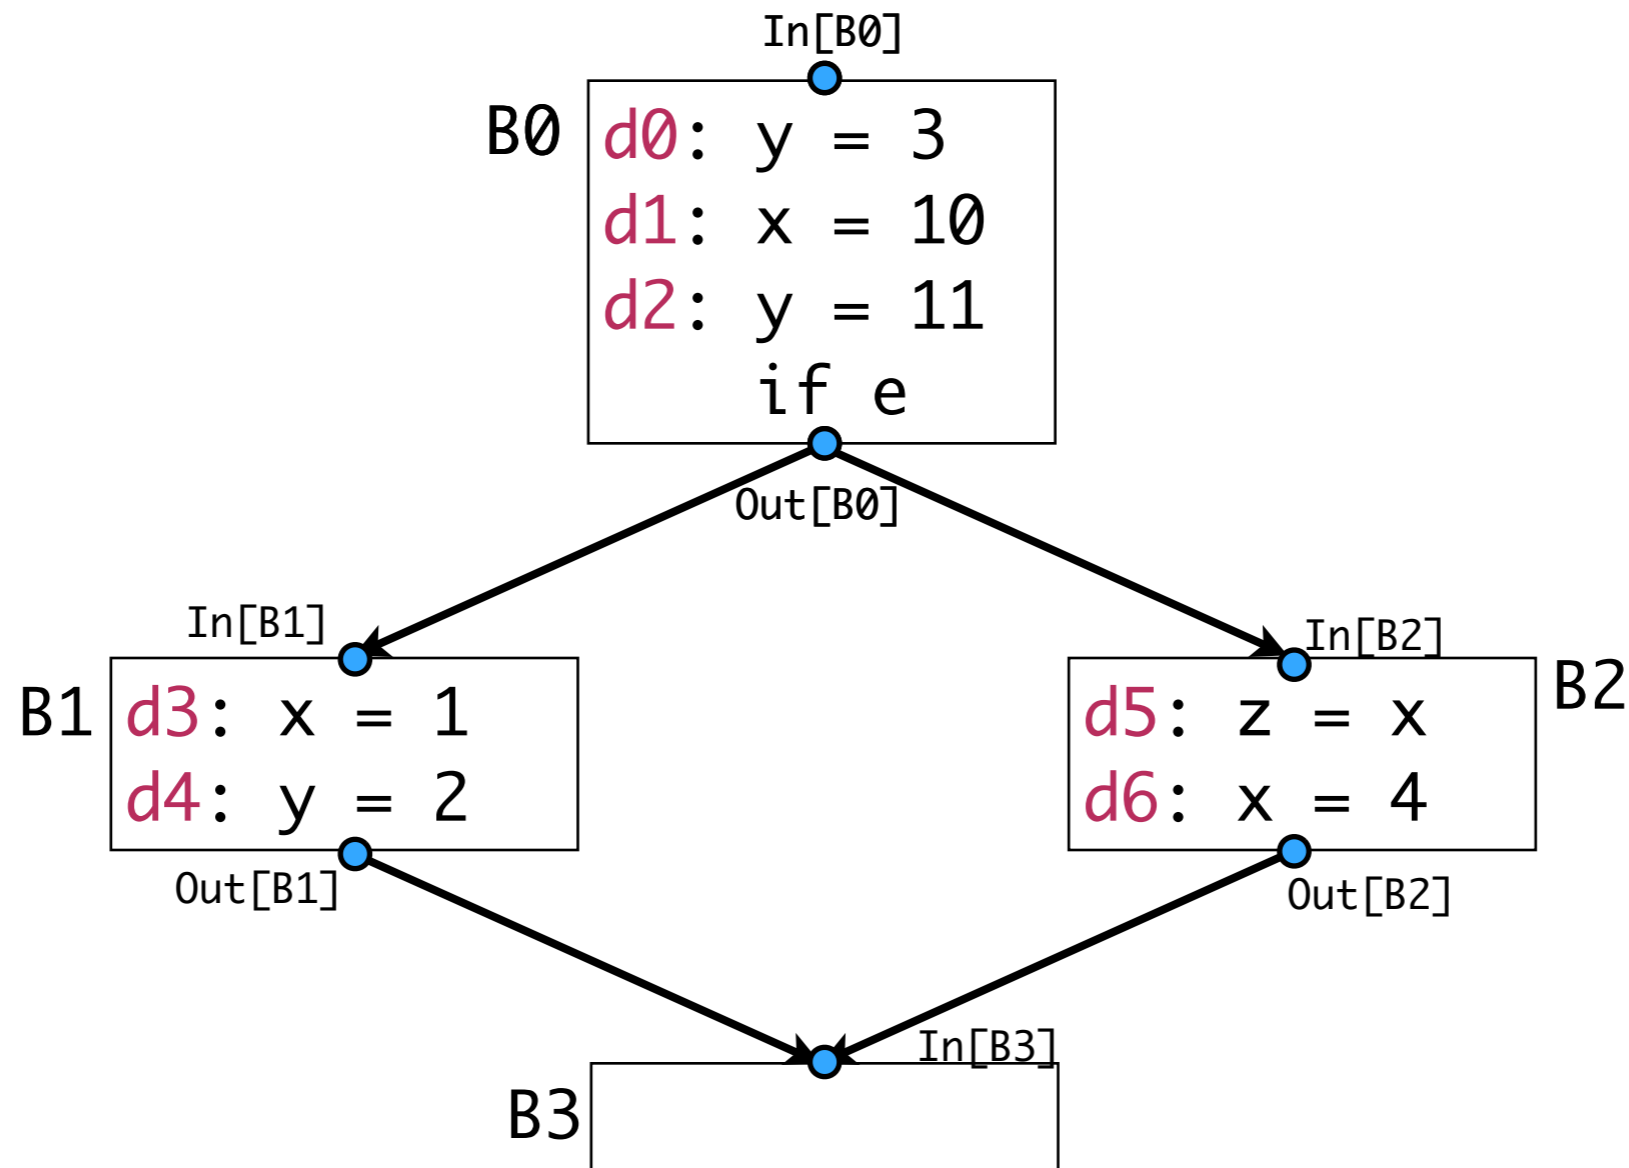 In[B0]
B0
d0: y = 3
d1: x = 10
d2: y = 11
if e
Out[B0]
In[B1]
In[B2]
B1
d3: x = 1
d4: y = 2
B2
d5: z = x
d6: x = 4
Out[B1]
Out[B2]
In[B3]
B3